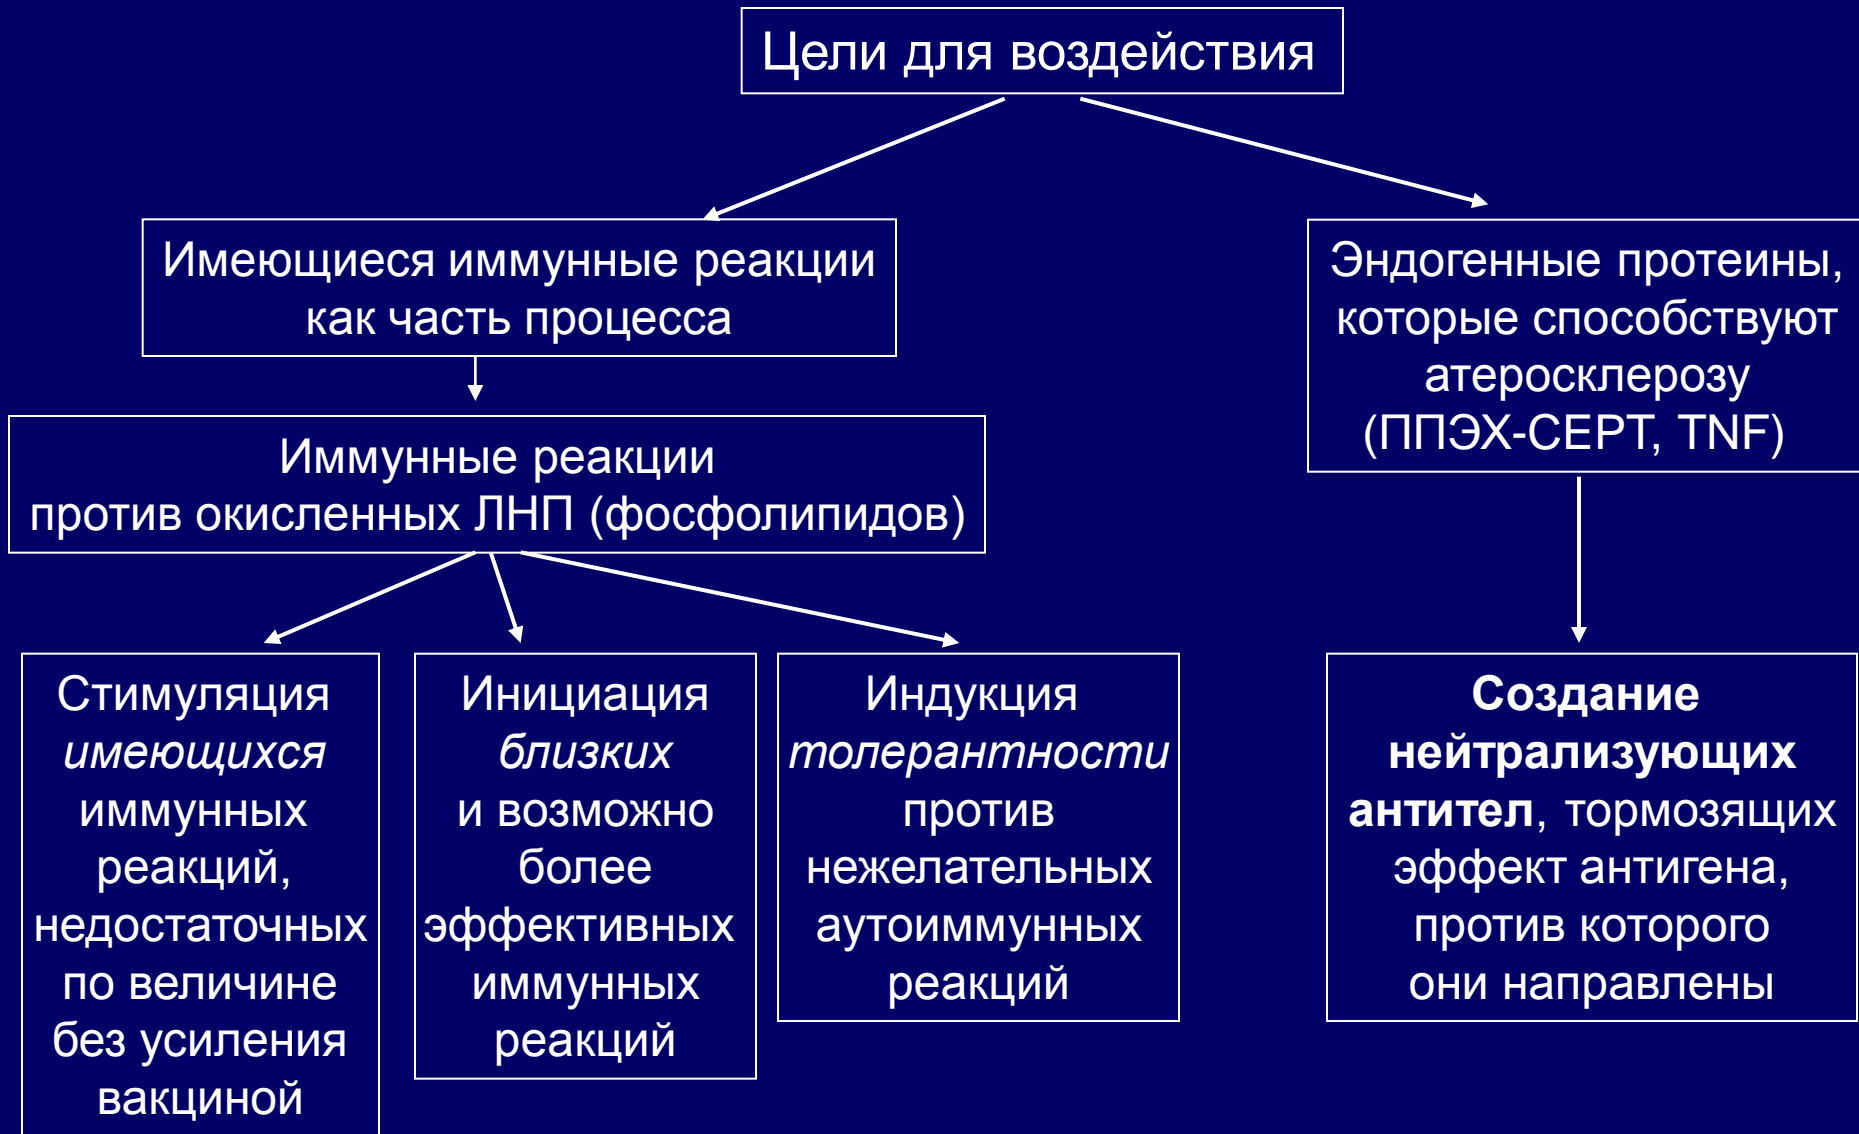 Цели для воздействия
Имеющиеся иммунные реакции
как часть процесса
Эндогенные протеины,
которые способствуют
атеросклерозу
(ППЭХ-СЕРТ, TNF)
Иммунные реакции
против окисленных ЛНП (фосфолипидов)
Стимуляция
имеющихся
иммунных
реакций,
недостаточных
по величине
без усиления
вакциной
Инициация
близких
и возможно
более
эффективных
иммунных
реакций
Индукция
толерантности
против
нежелательных
аутоиммунных
реакций
Создание
нейтрализующих
антител, тормозящих
эффект антигена,
против которого
они направлены